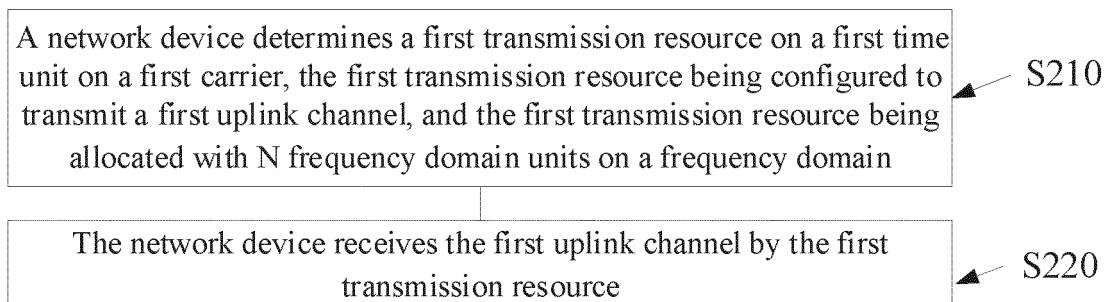 A network device determines a first transmission resource on a first time
unit on a first carrier, the first transmission resource being configured to
transmit a first uplink channel, and the first transmission resource being
allocated with N frequency domain units on a frequency domain
S210
The network device receives the first uplink channel by the first
transmission resource
S220